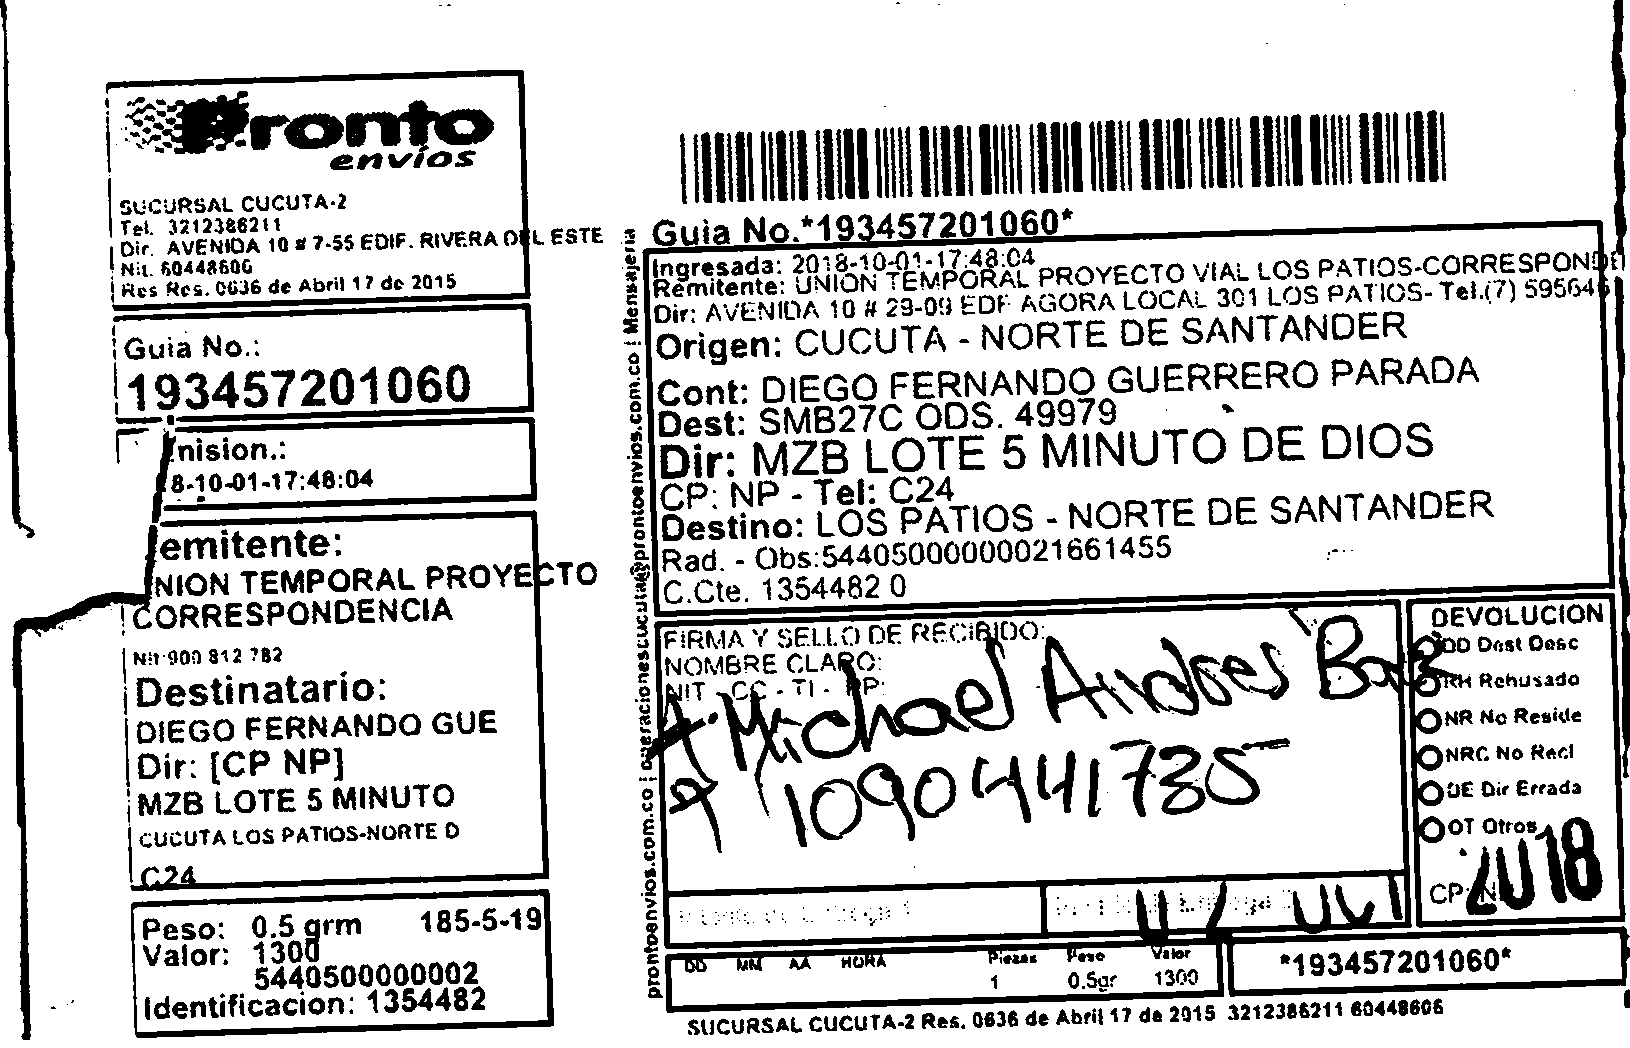 Pronto
envíos
SUCURSAL CUCUTA-2
Tel. 3212386211
Dir. AVENIDA 10 # 7-55 EDIF. RIVERA DEL ESTE
Nit. 60448606
Res Res. 0636 de Abril 17 de 2015
Guia No.:
193457201060
nision.:
8-10-01-17:48:04
emitente:
NION TEMPORAL PROYECTO
CORRESPONDENCIA
Nit:900 812 782
Destinatario:
DIEGO FERNANDO GUE
Dir: [CP NP]
MZB LOTE 5 MINUTO
CUCUTA LOS PATIOS-NORTE D
C24
Peso: 0.5 grm 185-5-19
Valor: 1300
5440500000002
Identificacion: 1354482
prontoenvios.com.co | operacionescucuta@prontoenvios.com.co | Mensajeria
Guia No.*193457201060*
Ingresada: 2018-10-01-17:48:04
Remitente: UNION TEMPORAL PROYECTO VIAL LOS PATIOS-CORRESPONDE
Dir: AVENIDA 10 # 29-09 EDF AGORA LOCAL 301 LOS PATIOS- Tel.(7) 595646
Origen: CUCUTA - NORTE DE SANTANDER
Cont: DIEGO FERNANDO GUERRERO PARADA
Dest: SMB27C ODS. 49979
Dir: MZB LOTE 5 MINUTO DE DIOS
CP: NP - Tel: C24
Destino: LOS PATIOS - NORTE DE SANTANDER
Rad. - Obs:54405000000021661455
C.Cte. 1354482 0
FIRMA Y SELLO DE RECIBIDO:
NOMBRE CLARO:
NIT - CC - TI - RP:
Michael Andres
1090441735
DEVOLUCION
DD Dest Desc
RH Rehusado
NR No Reside
NRC No Recl
DE Dir Errada
OT Otros
CP: N
2018
DD MM AA HORA Piezas Peso Valor
1 0.5gr 1300
*193457201060*
SUCURSAL CUCUTA-2 Res. 0636 de Abril 17 de 2015 3212386211 60448606